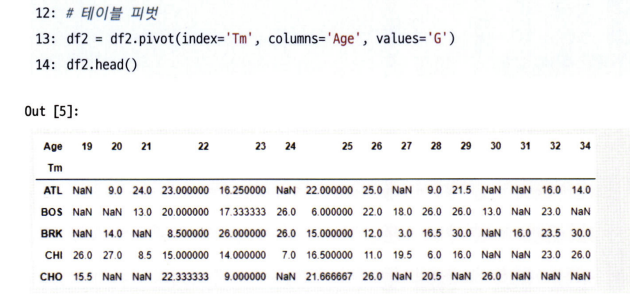 12: # 테이블 피벗
13: df2 = df2.pivot(index='Tm', columns='Age', values='G')
14: df2.head()
Out [5]:
Age 19 20 21 22 23 24 25 26 27 28 29 30 31 32 34
Tm
ATL NaN 9.0 24.0 23.000000 16.250000 NaN 22.000000 25.0 NaN 9.0 21.5 NaN NaN 16.0 14.0
BOS NaN NaN 13.0 20.000000 17.333333 26.0 6.000000 22.0 18.0 26.0 26.0 13.0 NaN 23.0 NaN
BRK NaN 14.0 NaN 8.500000 26.000000 26.0 15.000000 12.0 3.0 16.5 30.0 NaN 16.0 23.5 30.0
CHI 26.0 27.0 8.5 15.000000 14.000000 7.0 16.500000 11.0 19.5 6.0 16.0 NaN NaN 23.0 26.0
CHO 15.5 NaN NaN 22.333333 9.000000 NaN 21.666667 26.0 NaN 20.5 NaN 26.0 NaN NaN NaN